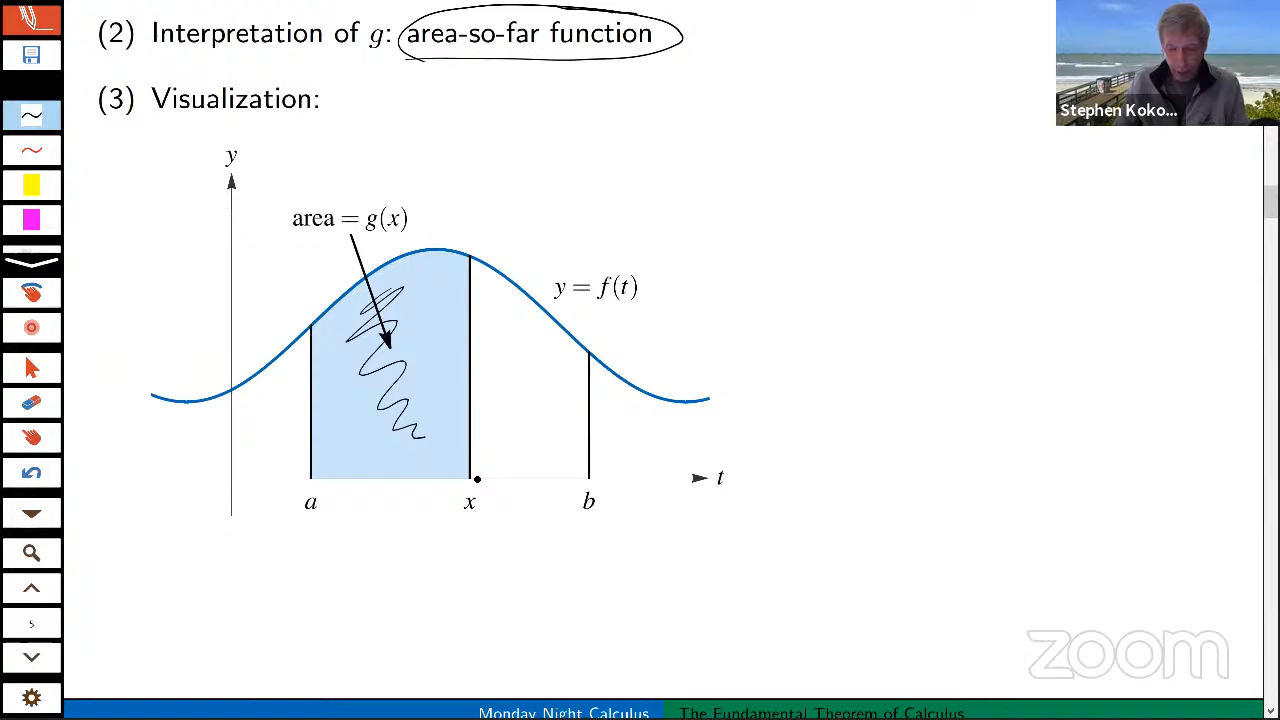 (2) Interpretation of g: area-so-far function
Stephen Koko...
(3) Visualization:
y
area = g(x)
y = f(t)
t
a
x
b
5
zoom
Monday Night Calculus
The Fundamental Theorem of Calculus